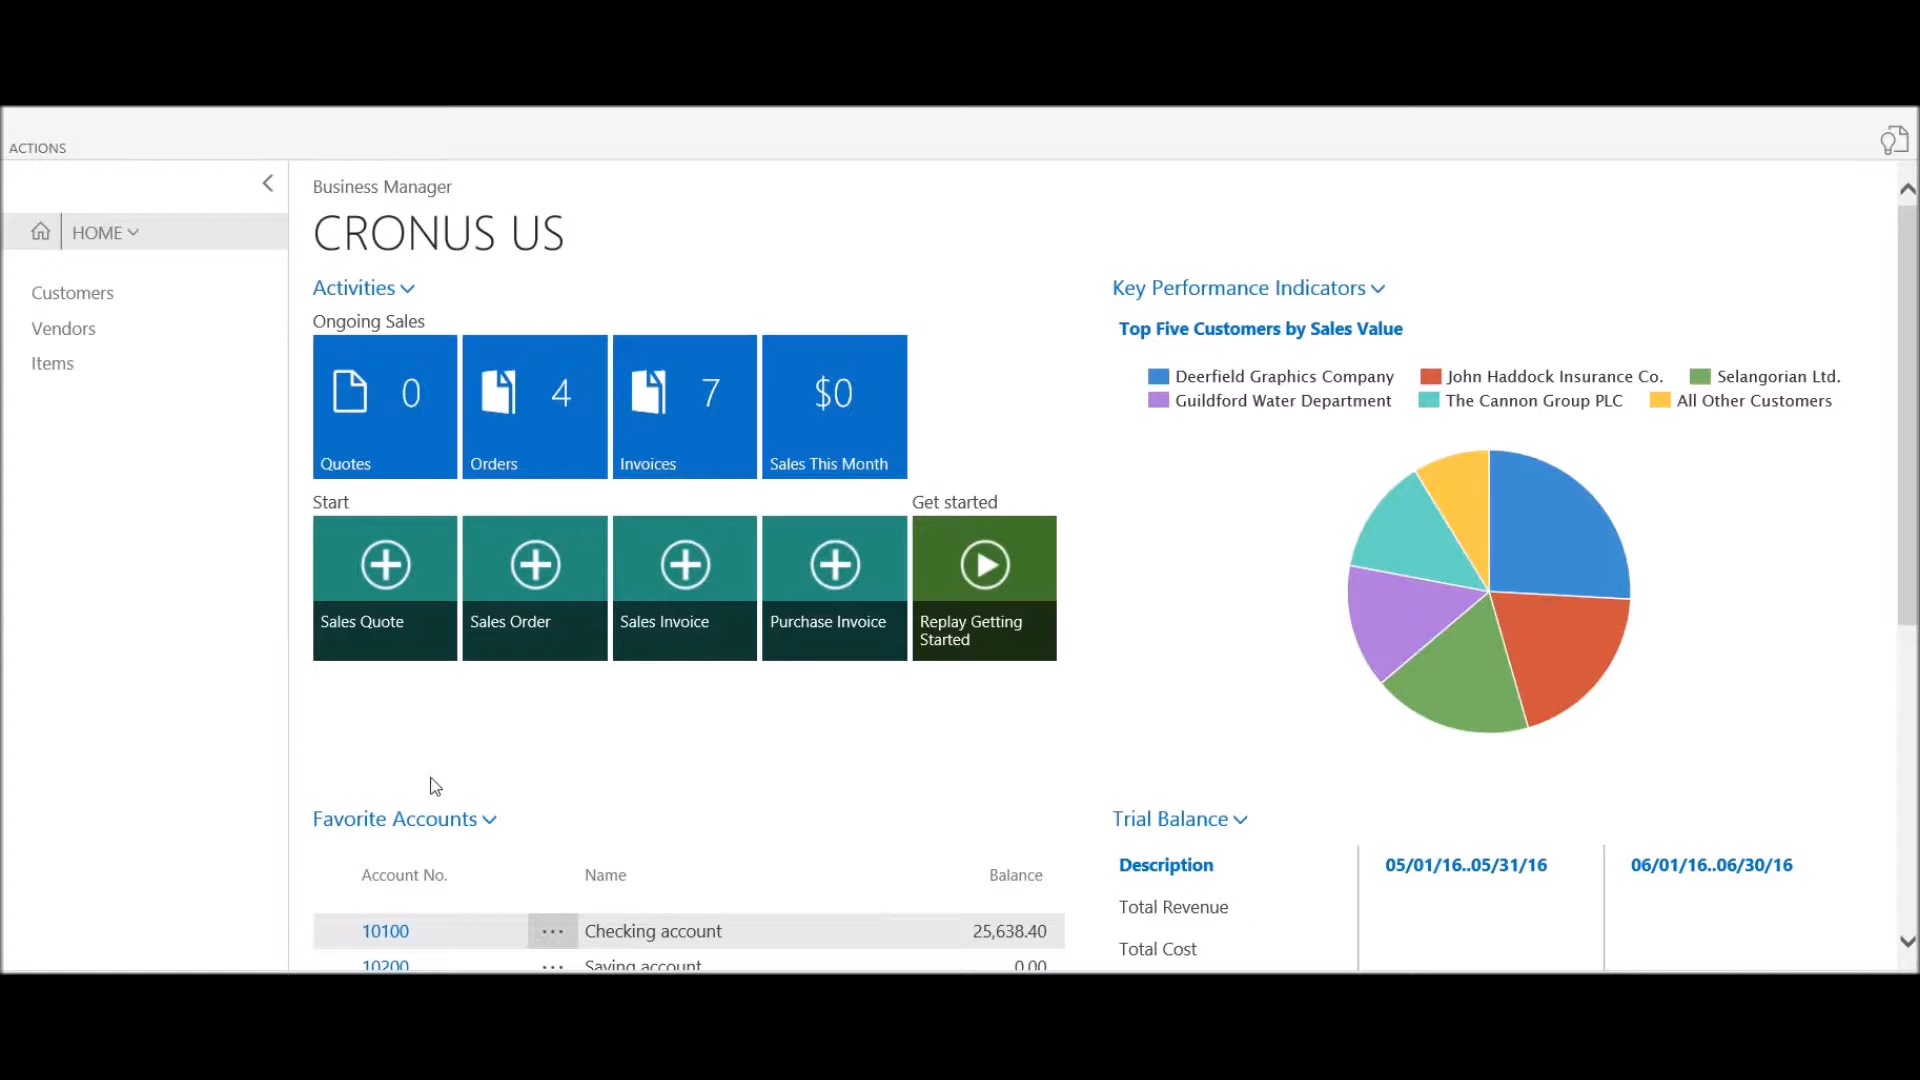 ACTIONS
HOME
Customers
Vendors
Items
Business Manager
CRONUS US
Activities
Ongoing Sales
0
Quotes
4
Orders
7
Invoices
$0
Sales This Month
Start
Sales Quote
Sales Order
Sales Invoice
Purchase Invoice
Get started
Replay Getting
Started
Key Performance Indicators
Top Five Customers by Sales Value
Deerfield Graphics Company John Haddock Insurance Co. Selangorian Ltd.
Guildford Water Department The Cannon Group PLC All Other Customers
Favorite Accounts
Account No. Name Balance
10100 ... Checking account 25,638.40
10200 ... Saving account 0.00
Trial Balance
Description 05/01/16..05/31/16 06/01/16..06/30/16
Total Revenue
Total Cost